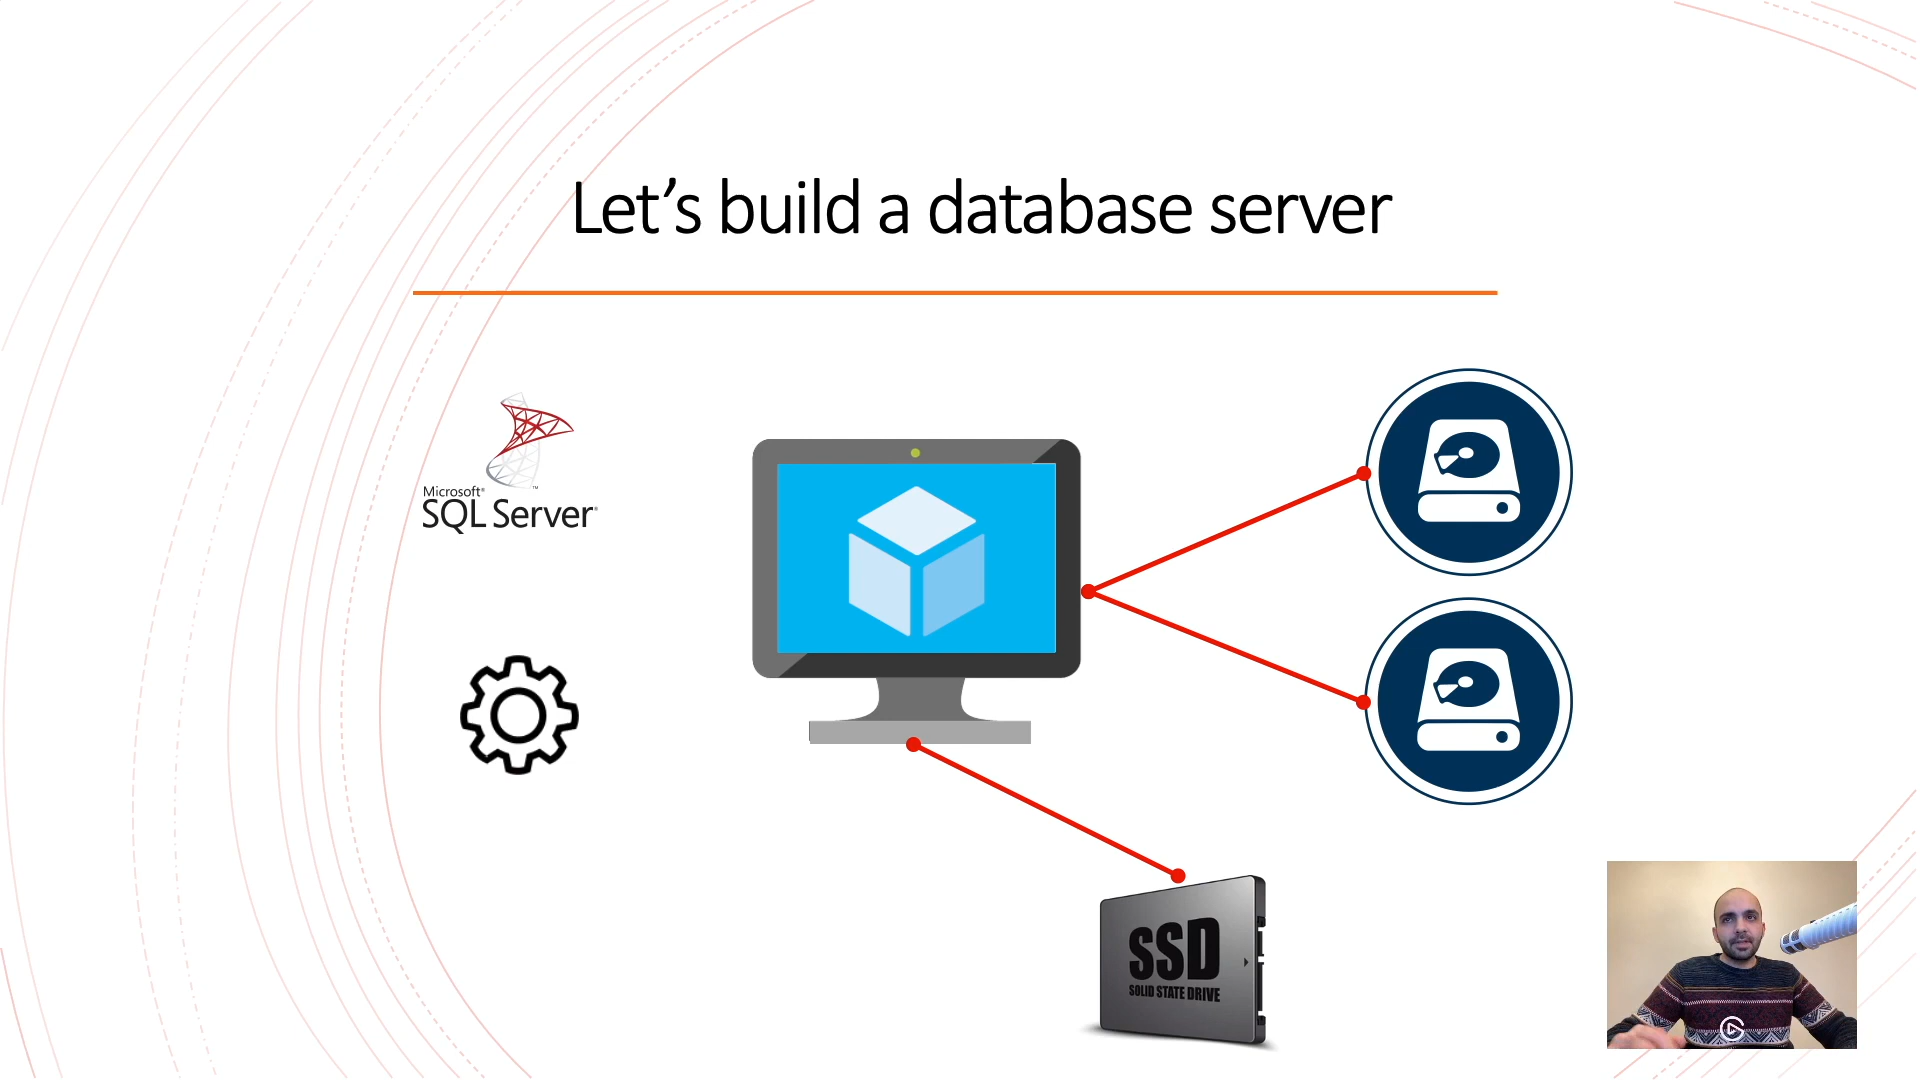 Let’s build a database server
Microsoft®
SQL Server®
SSD
SOLID STATE DRIVE